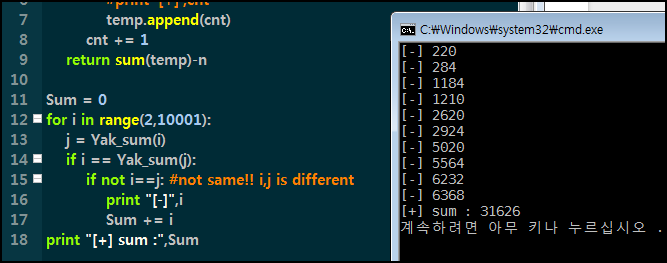 6 #print "[+]",cnt
7 temp.append(cnt)
8 cnt += 1
9 return sum(temp)-n
10
11 Sum = 0
12 for i in range(2,10001):
13 j = Yak_sum(i)
14 if i == Yak_sum(j):
15 if not i==j: #not same!! i,j is different
16 print "[-]",i
17 Sum += i
18 print "[+] sum :",Sum
C:\Windows\system32\cmd.exe
[-] 220
[-] 284
[-] 1184
[-] 1210
[-] 2620
[-] 2924
[-] 5020
[-] 5564
[-] 6232
[-] 6368
[+] sum : 31626
계속하려면 아무 키나 누르십시오 .